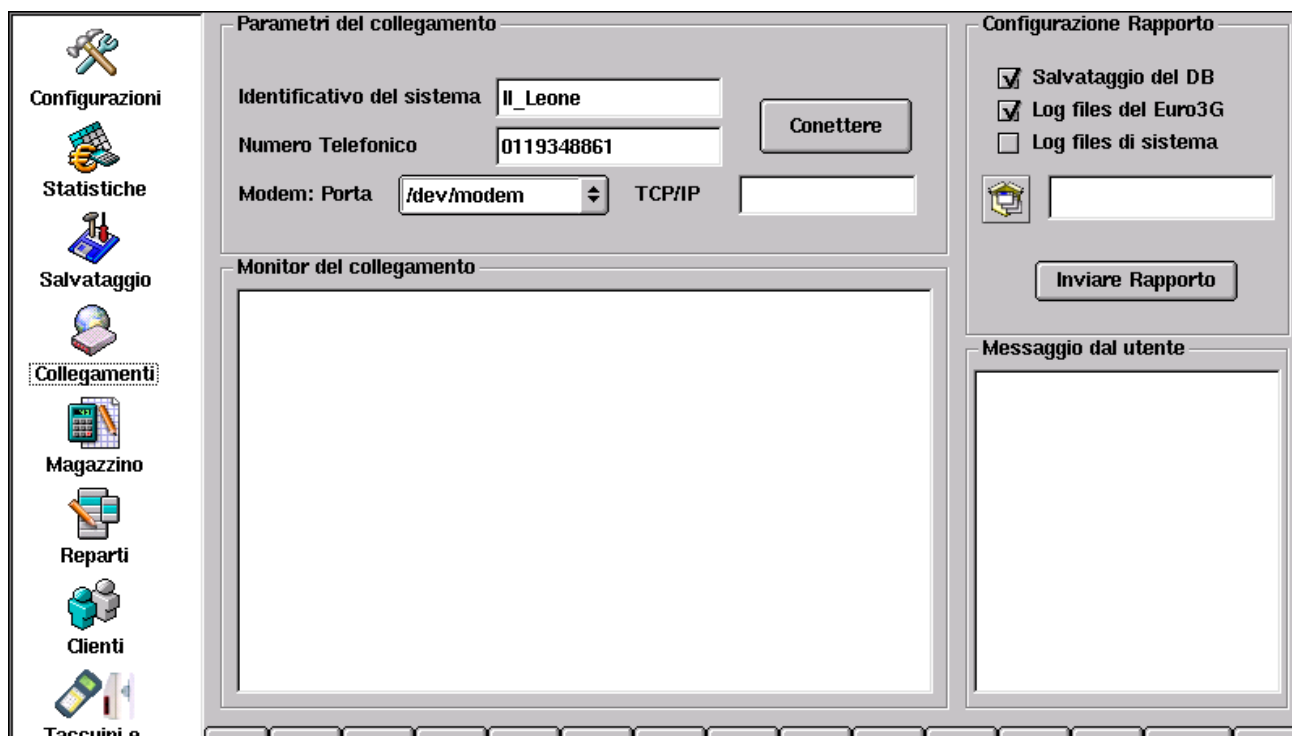 Configurazioni
Statistiche
Salvataggio
Collegamenti
Magazzino
Reparti
Clienti
Taccuini e
Parametri del collegamento
Identificativo del sistema Il_Leone
Numero Telefonico 0119348861
Conettere
Modem: Porta /dev/modem TCP/IP
Monitor del collegamento
Configurazione Rapporto
Salvataggio del DB
Log files del Euro3G
Log files di sistema
Inviare Rapporto
Messaggio dal utente